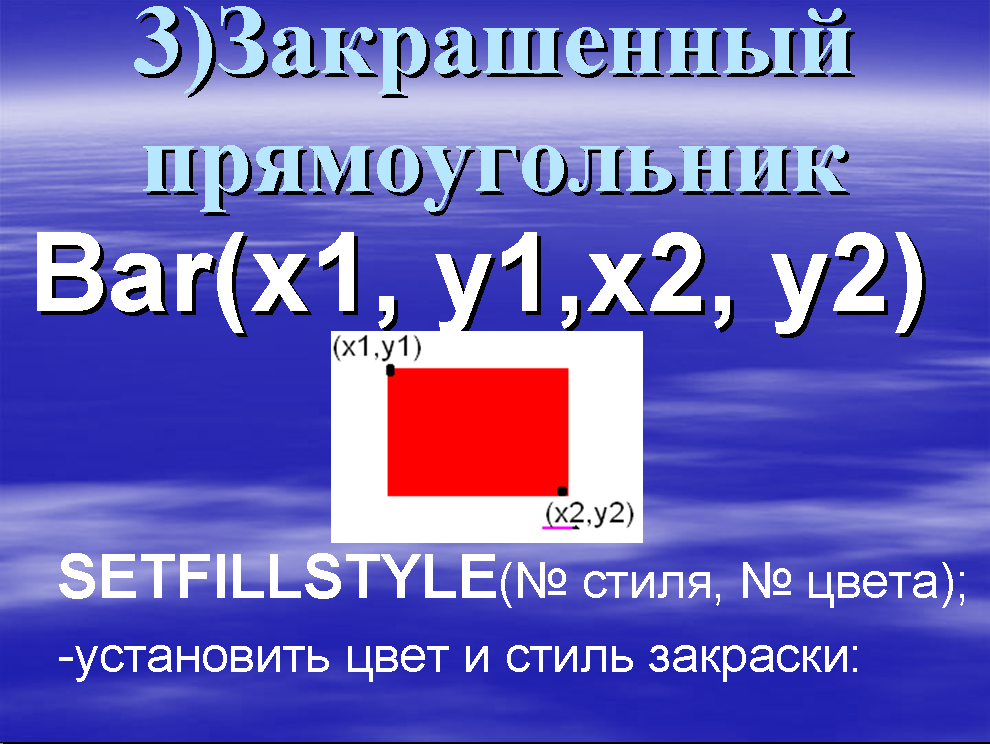 3)Закрашенный
прямоугольник
Bar(x1, y1,x2, y2)
(x1,y1)
(x2,y2)
SETFILLSTYLE(№ стиля, № цвета);
-установить цвет и стиль закраски: